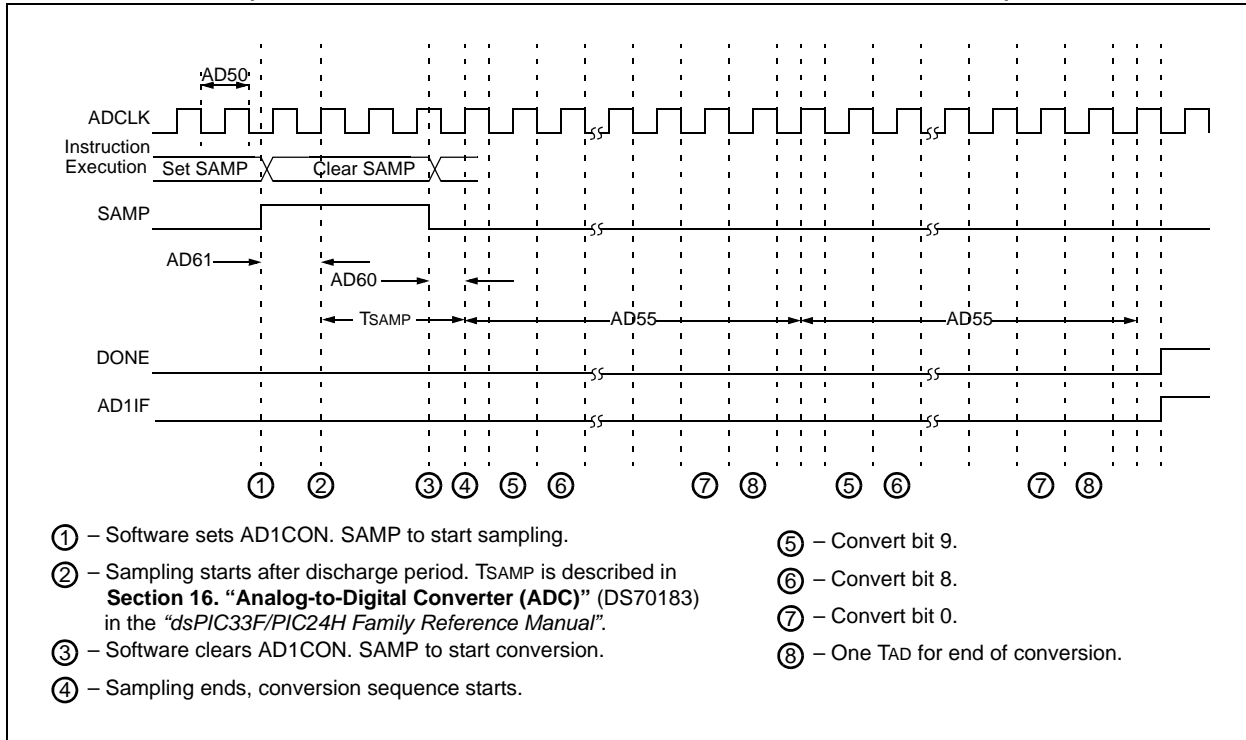 AD50
ADCLK
Instruction
Execution Set SAMP Clear SAMP
SAMP
AD61
AD60
TSAMP AD55 AD55
DONE
AD1IF
1 2 3 4 5 6 7 8 5 6 7 8
1 – Software sets AD1CON. SAMP to start sampling.
2 – Sampling starts after discharge period. TSAMP is described in
Section 16. “Analog-to-Digital Converter (ADC)” (DS70183)
in the “dsPIC33F/PIC24H Family Reference Manual”.
3 – Software clears AD1CON. SAMP to start conversion.
4 – Sampling ends, conversion sequence starts.
5 – Convert bit 9.
6 – Convert bit 8.
7 – Convert bit 0.
8 – One TAD for end of conversion.